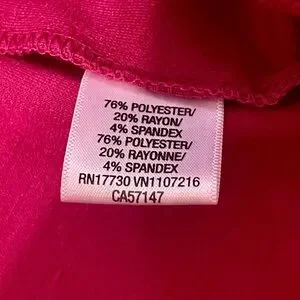 76% POLYESTER/
20% RAYON/
4% SPANDEX
76% POLYESTER/
20% RAYONNE/
4% SPANDEX
RN17730 VN1107216
CA57147